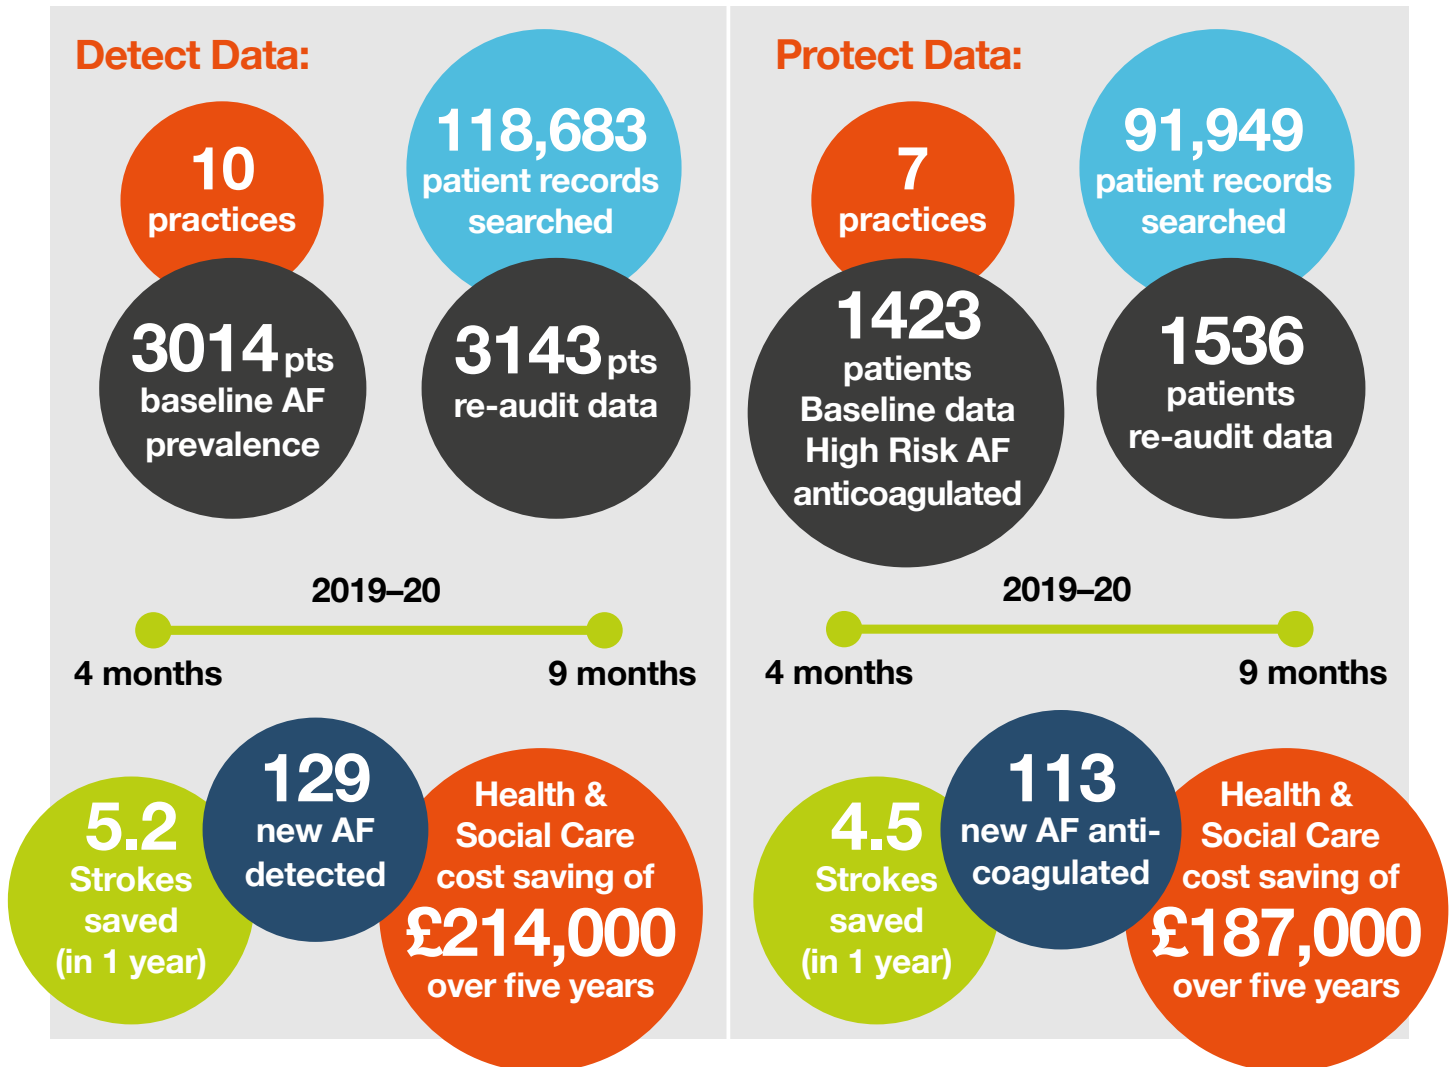 Detect Data:
10
practices
118,683
patient records
searched
3014 pts
baseline AF
prevalence
3143 pts
re-audit data
2019–20
4 months
9 months
5.2
Strokes
saved
(in 1 year)
129
new AF
detected
Health &
Social Care
cost saving of
£214,000
over five years
Protect Data:
7
practices
91,949
patient records
searched
1423
patients
Baseline data
High Risk AF
anticoagulated
1536
patients
re-audit data
2019–20
4 months
9 months
4.5
Strokes
saved
(in 1 year)
113
new AF anti-
coagulated
Health &
Social Care
cost saving of
£187,000
over five years